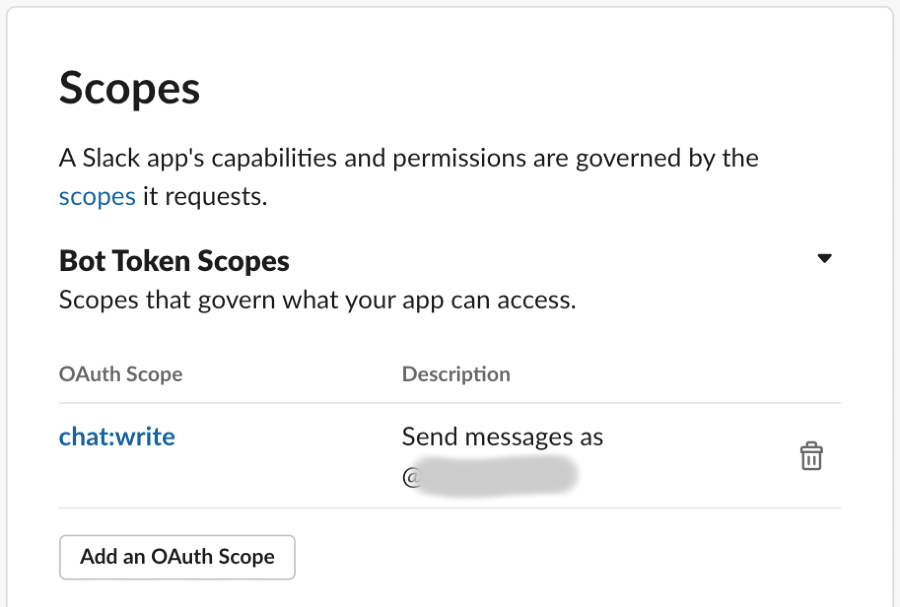 Scopes
A Slack app's capabilities and permissions are governed by the
scopes it requests.
Bot Token Scopes
Scopes that govern what your app can access.
OAuth Scope Description
chat:write Send messages as
@
Add an OAuth Scope